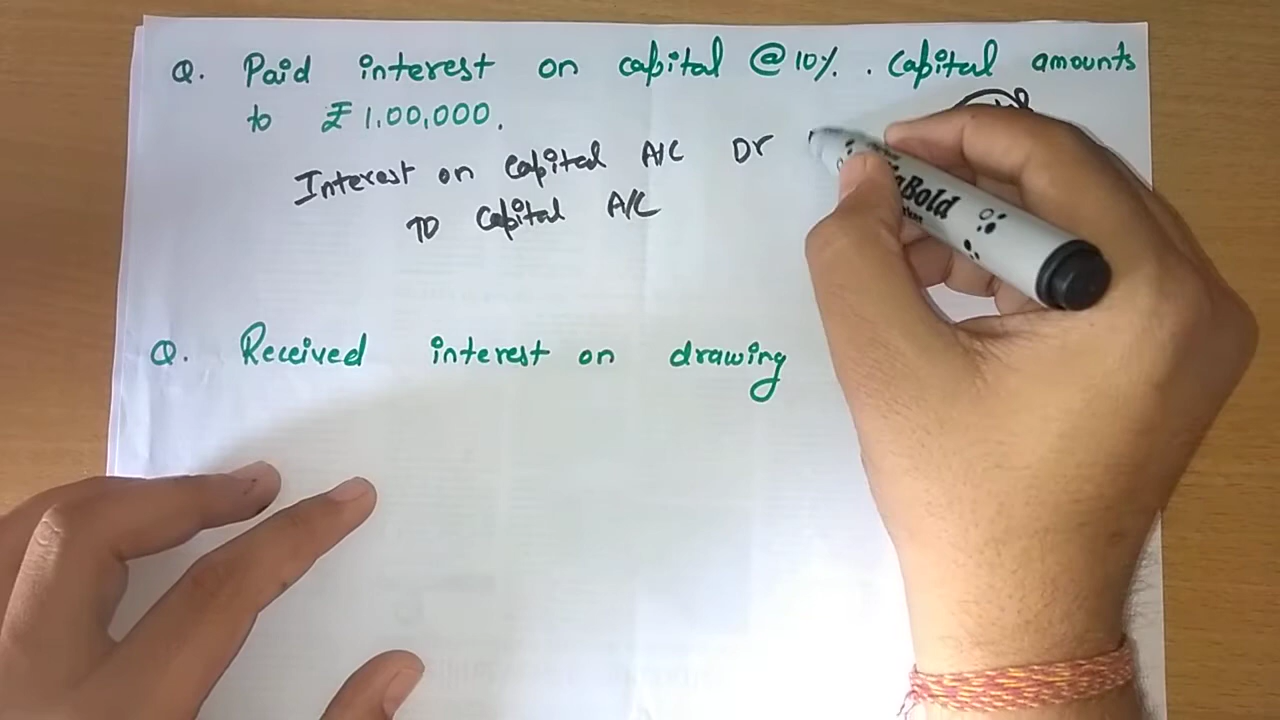 Q. Paid interest on capital @ 10%. Capital amounts
to ₹ 1,00,000.
Interest on capital A/C Dr
To capital A/C
Q. Received interest on drawing
Bold